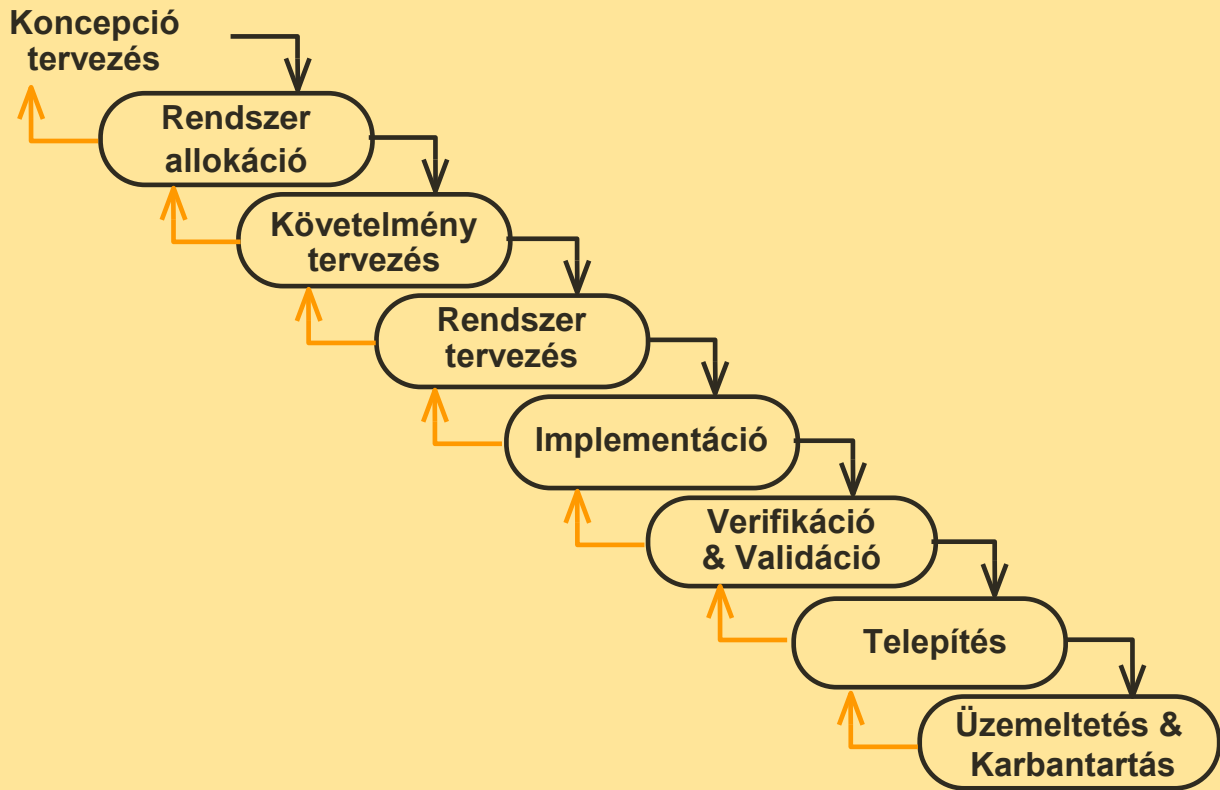 Koncepció
tervezés
Rendszer
allokáció
Követelmény
tervezés
Rendszer
tervezés
Implementáció
Verifikáció
& Validáció
Telepítés
Üzemeltetés &
Karbantartás